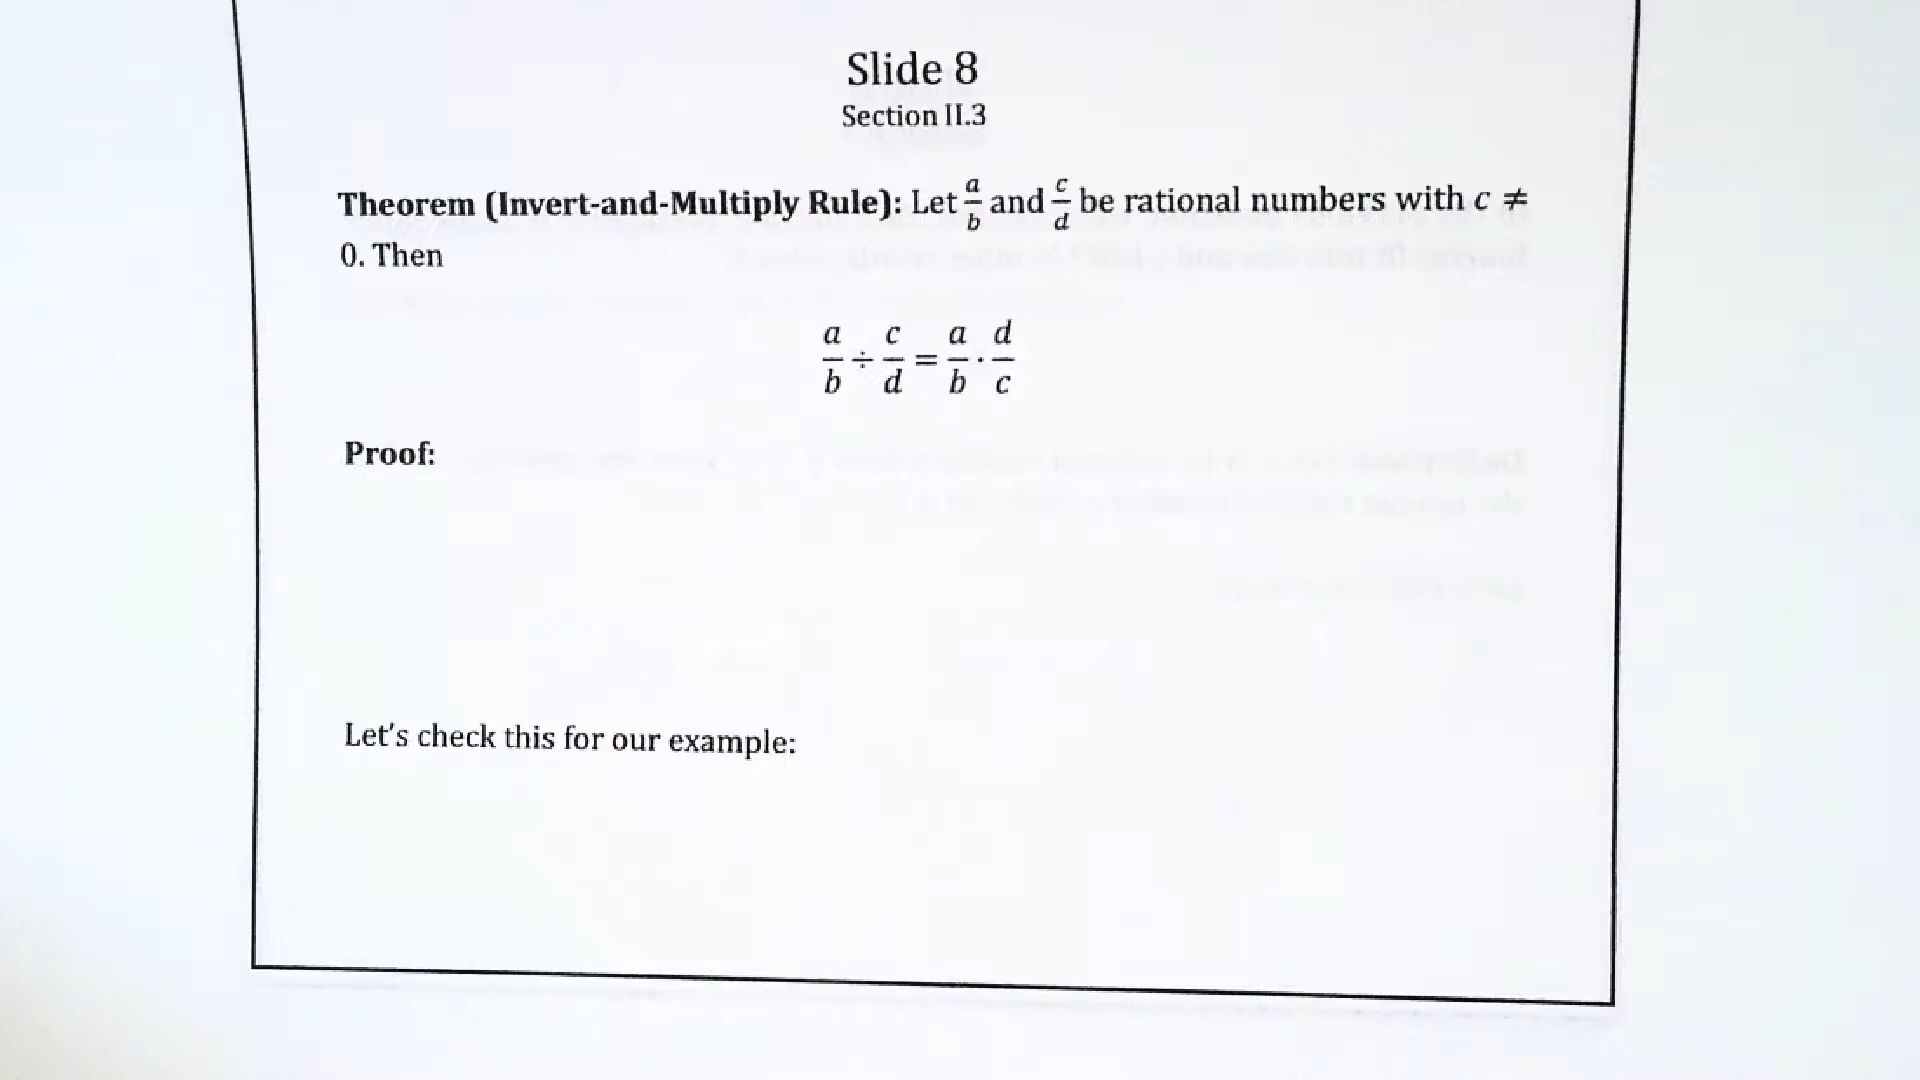 Slide 8
Section II.3
Theorem (Invert-and-Multiply Rule): Let a/b and c/d be rational numbers with c ≠
0. Then
a/b ÷ c/d = a/b · d/c
Proof:
Let's check this for our example: